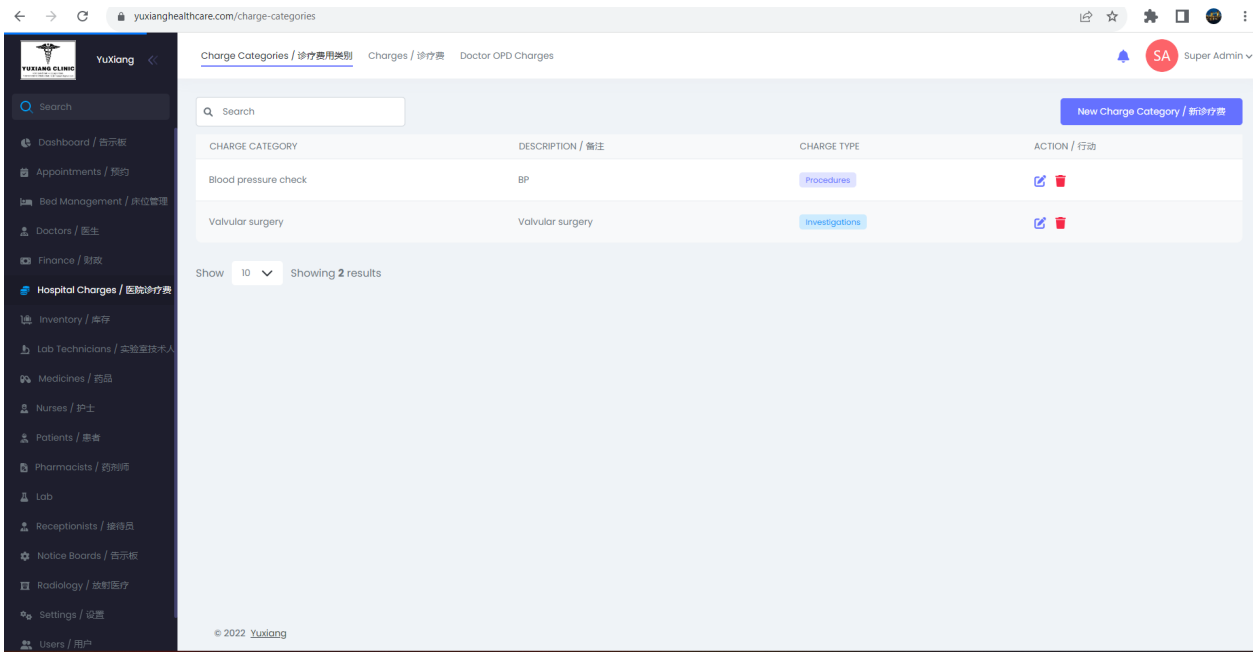 yuxianghealthcare.com/charge-categories
YUXIANG CLINIC
YuXiang
Charge Categories / 诊疗费用类别 Charges / 诊疗费 Doctor OPD Charges
SA Super Admin
Search
Search
New Charge Category / 新诊疗费
Dashboard / 告示板
Appointments / 预约
Bed Management / 床位管理
Doctors / 医生
Finance / 财政
Hospital Charges / 医院诊疗费
Inventory / 库存
Lab Technicians / 实验室技术人
Medicines / 药品
Nurses / 护士
Patients / 患者
Pharmacists / 药剂师
Lab
Receptionists / 接待员
Notice Boards / 告示板
Radiology / 放射医疗
Settings / 设置
Users / 用户
CHARGE CATEGORY DESCRIPTION / 备注 CHARGE TYPE ACTION / 行动
Blood pressure check BP Procedures
Valvular surgery Valvular surgery Investigations
Show 10 Showing 2 results
© 2022 Yuxiang